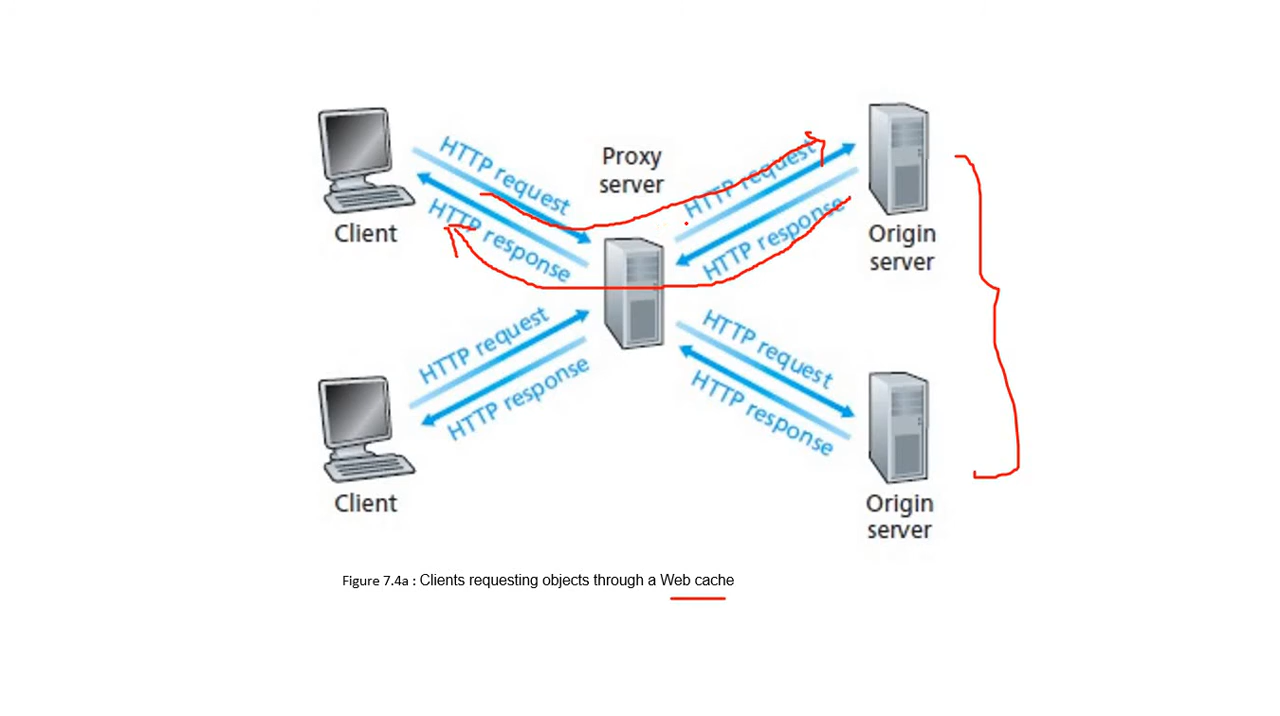 HTTP request
HTTP response
Client
Proxy
server
HTTP request
HTTP response
Origin
server
HTTP request
HTTP response
Client
HTTP request
HTTP response
Origin
server
Figure 7.4a : Clients requesting objects through a Web cache